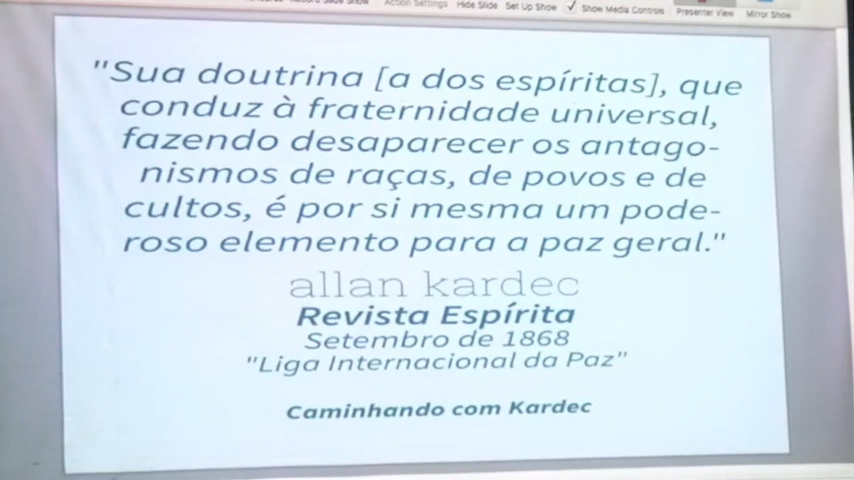 Action Settings Hide Slide Set Up Show Show Media Controls Presenter View Mirror Show
"Sua doutrina [a dos espíritas], que
conduz à fraternidade universal,
fazendo desaparecer os antago-
nismos de raças, de povos e de
cultos, é por si mesma um pode-
roso elemento para a paz geral."
allan kardec
Revista Espírita
Setembro de 1868
"Liga Internacional da Paz"
Caminhando com Kardec